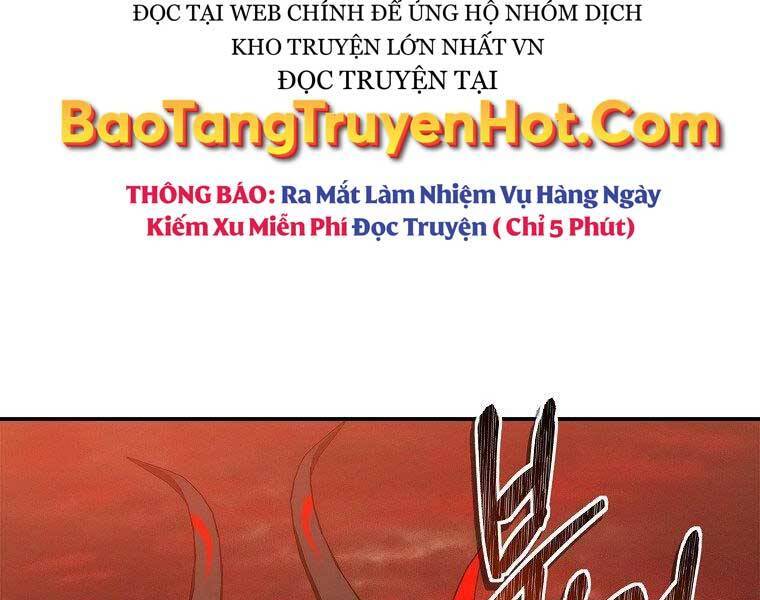 ĐỌC TẠI WEB CHÍNH ĐỂ ỦNG HỘ NHÓM DỊCH
KHO TRUYỆN LỚN NHẤT VN
ĐỌC TRUYỆN TẠI
BaoTangTruyenHot.Com
THÔNG BÁO: Ra Mắt Làm Nhiệm Vụ Hàng Ngày
Kiếm Xu Miễn Phí Đọc Truyện ( Chỉ 5 Phút)